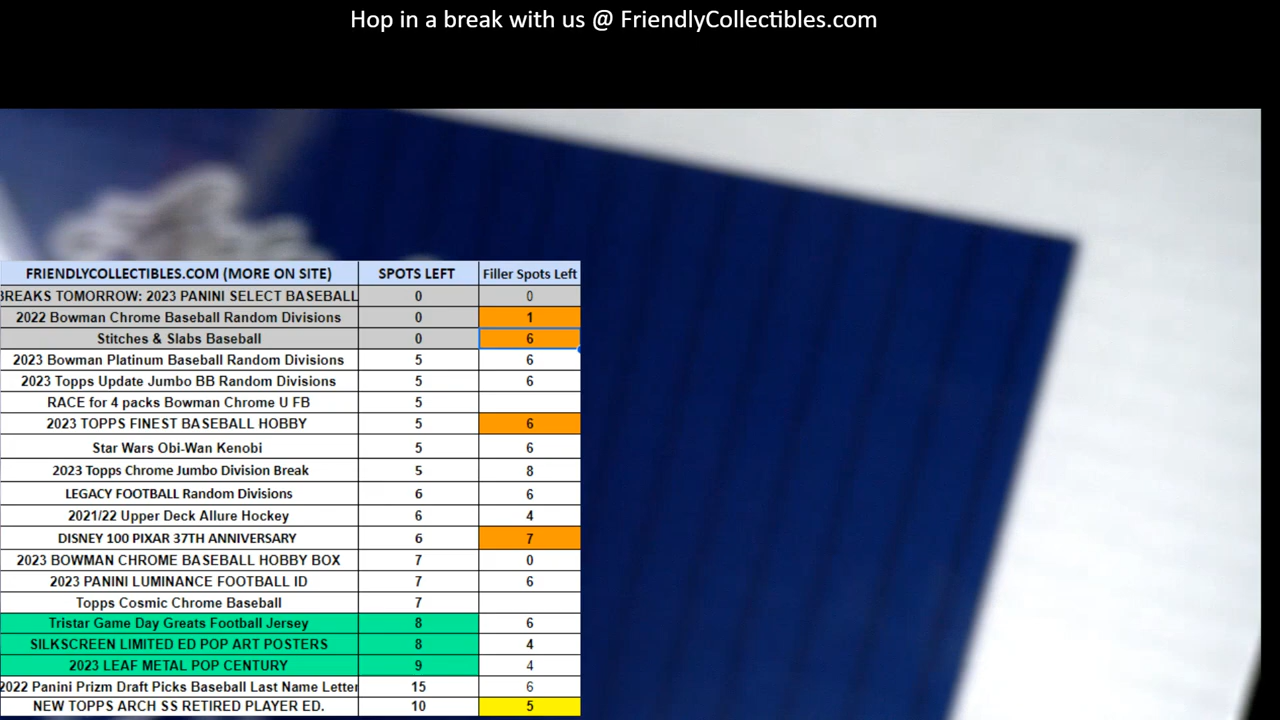 Hop in a break with us @ FriendlyCollectibles.com
FRIENDLYCOLLECTIBLES.COM (MORE ON SITE) SPOTS LEFT Filler Spots Left
BREAKS TOMORROW: 2023 PANINI SELECT BASEBALL 0 0
2022 Bowman Chrome Baseball Random Divisions 0 1
Stitches & Slabs Baseball 0 6
2023 Bowman Platinum Baseball Random Divisions 5 6
2023 Topps Update Jumbo BB Random Divisions 5 6
RACE for 4 packs Bowman Chrome U FB 5
2023 TOPPS FINEST BASEBALL HOBBY 5 6
Star Wars Obi-Wan Kenobi 5 6
2023 Topps Chrome Jumbo Division Break 5 8
LEGACY FOOTBALL Random Divisions 6 6
2021/22 Upper Deck Allure Hockey 6 4
DISNEY 100 PIXAR 37TH ANNIVERSARY 6 7
2023 BOWMAN CHROME BASEBALL HOBBY BOX 7 0
2023 PANINI LUMINANCE FOOTBALL ID 7 6
Topps Cosmic Chrome Baseball 7
Tristar Game Day Greats Football Jersey 8 6
SILKSCREEN LIMITED ED POP ART POSTERS 8 4
2023 LEAF METAL POP CENTURY 9 4
2022 Panini Prizm Draft Picks Baseball Last Name Letter 15 6
NEW TOPPS ARCH SS RETIRED PLAYER ED. 10 5